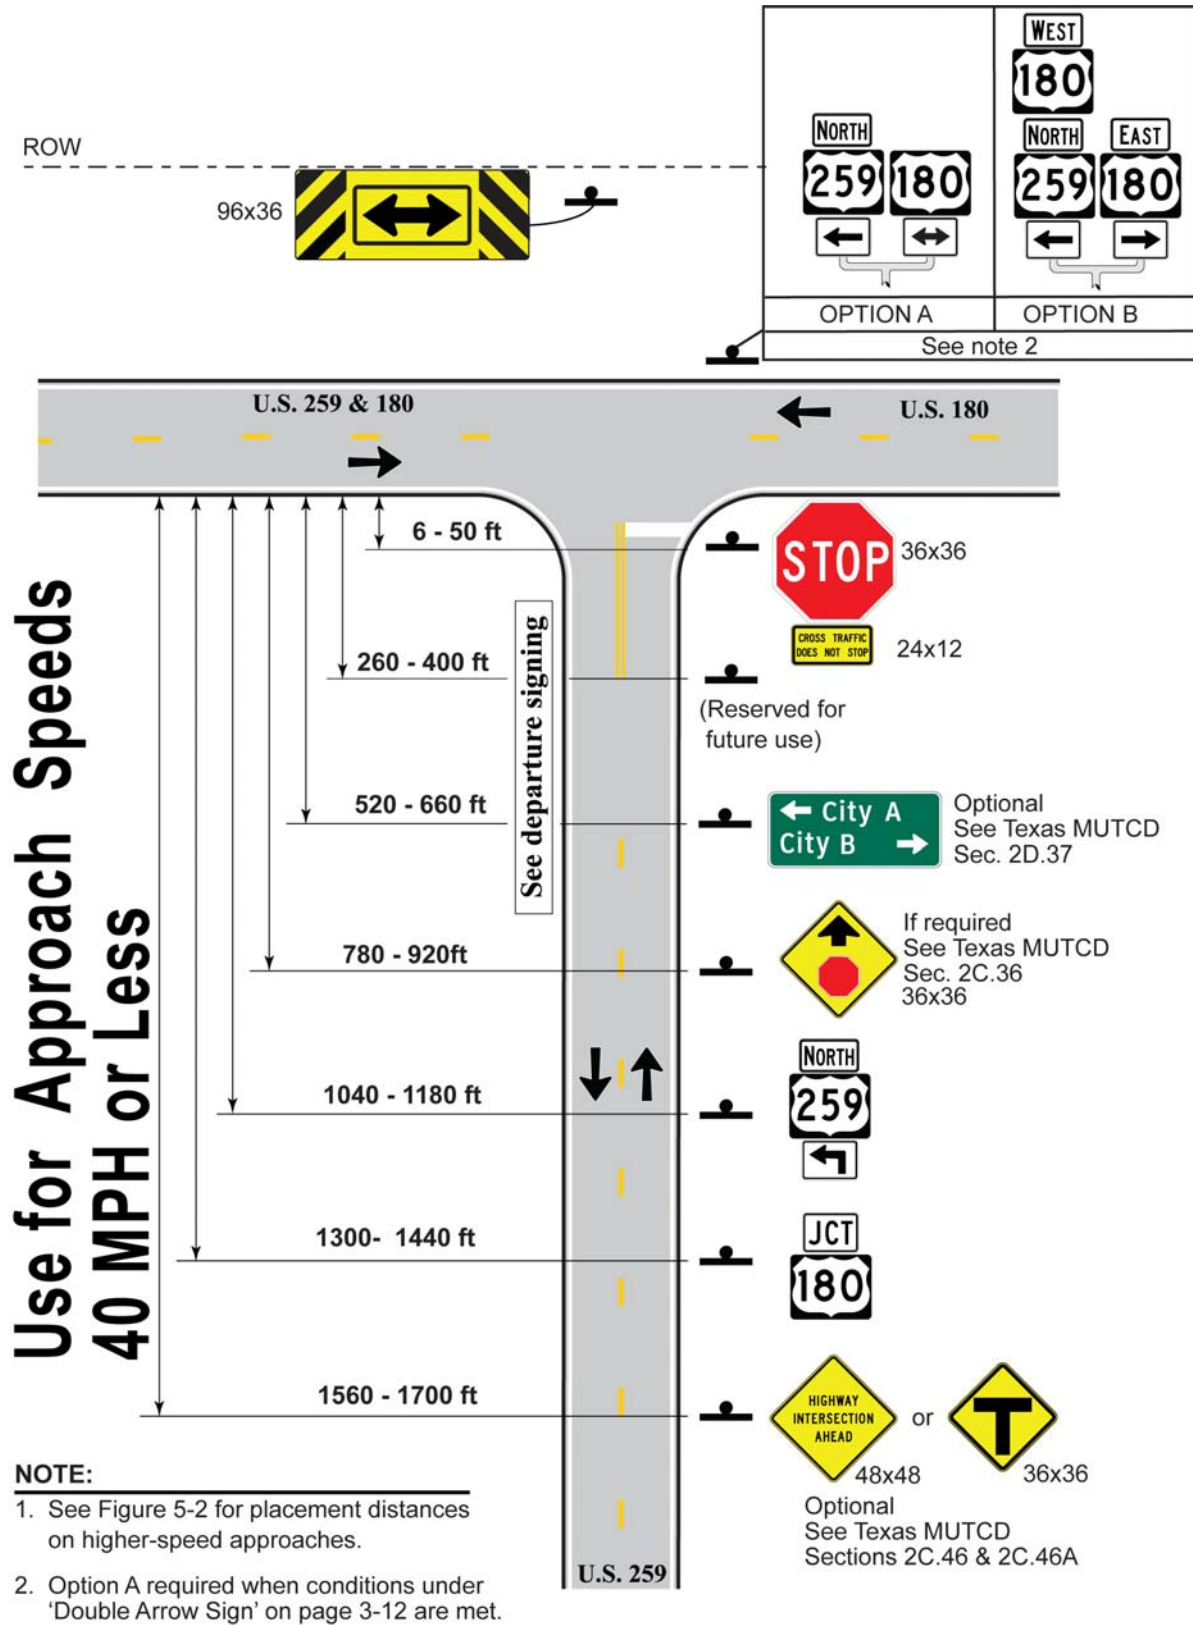 WEST
180
NORTH
259
180
NORTH
259
EAST
180
OPTION A
OPTION B
See note 2
ROW
96x36
U.S. 259 & 180
U.S. 180
6 - 50 ft
STOP
36x36
CROSS TRAFFIC
DOES NOT STOP
24x12
260 - 400 ft
(Reserved for
future use)
See departure signing
520 - 660 ft
City A
City B
Optional
See Texas MUTCD
Sec. 2D.37
780 - 920ft
If required
See Texas MUTCD
Sec. 2C.36
36x36
1040 - 1180 ft
NORTH
259
1300- 1440 ft
JCT
180
1560 - 1700 ft
HIGHWAY
INTERSECTION
AHEAD
48x48
or
36x36
Optional
See Texas MUTCD
Sections 2C.46 & 2C.46A
U.S. 259
Use for Approach Speeds
40 MPH or Less
NOTE:
1. See Figure 5-2 for placement distances
on higher-speed approaches.
2. Option A required when conditions under
‘Double Arrow Sign’ on page 3-12 are met.